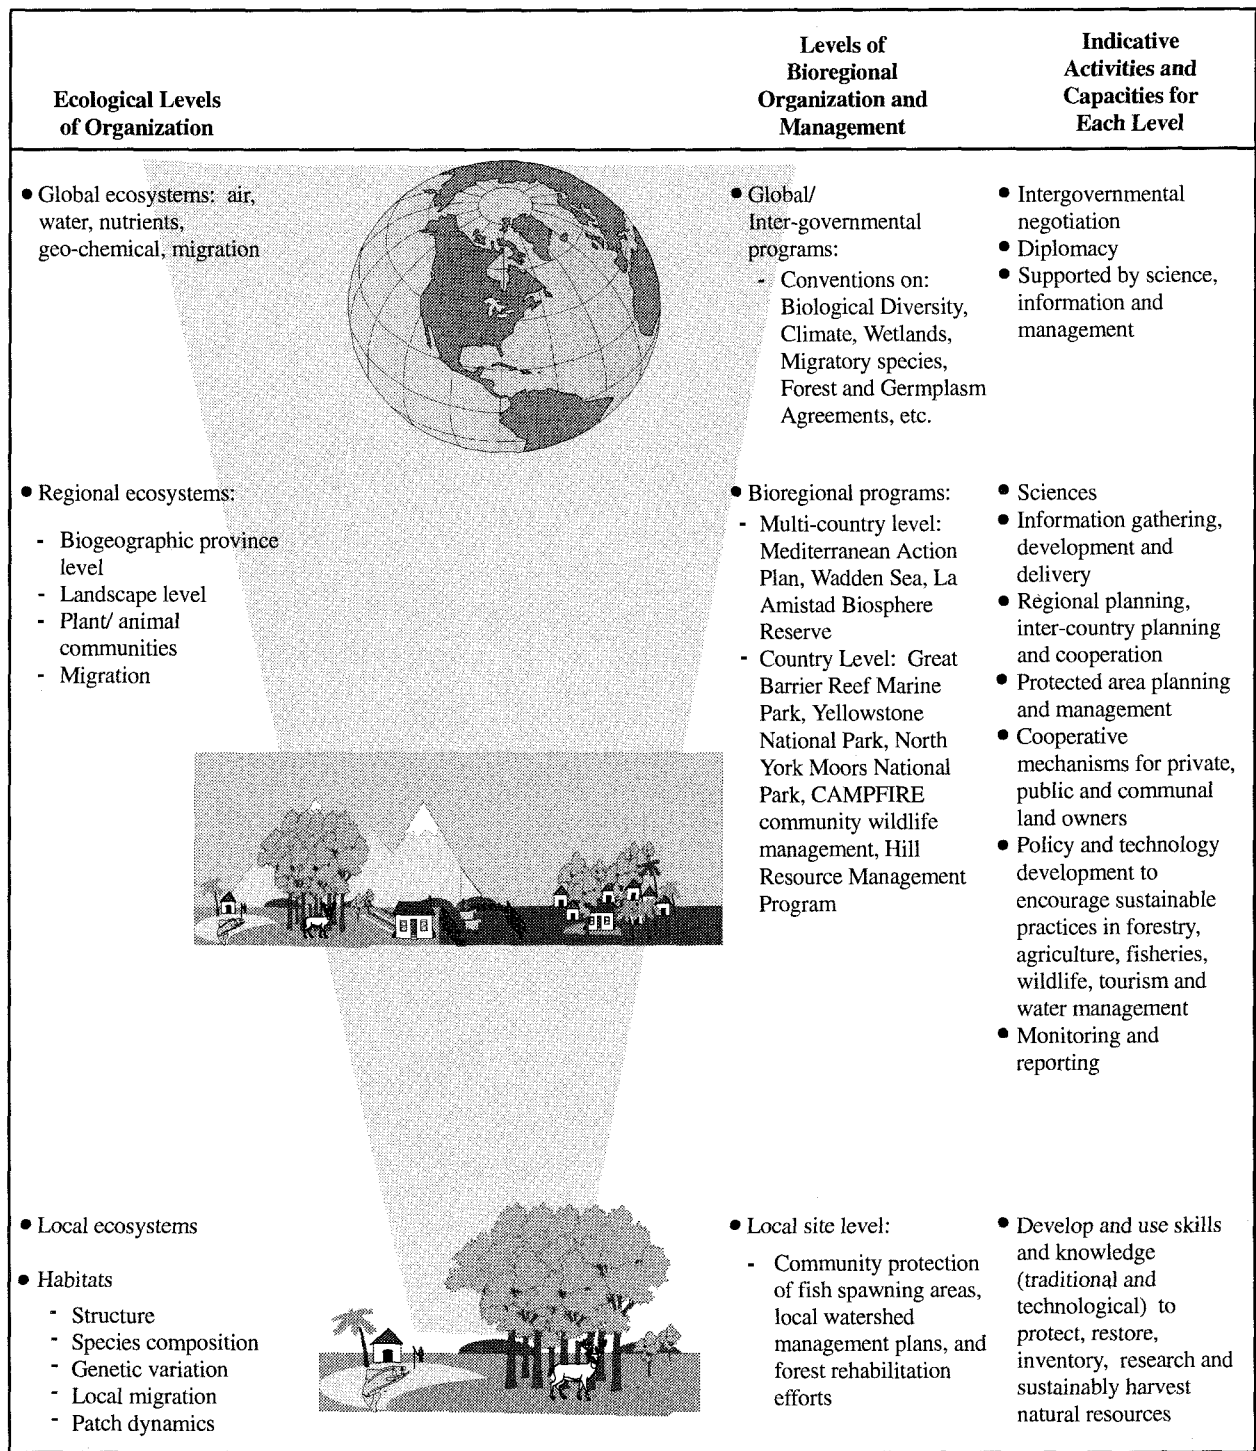 Ecological Levels
of Organization
Levels of
Bioregional
Organization and
Management
Indicative
Activities and
Capacities for
Each Level
● Global ecosystems: air,
water, nutrients,
geo-chemical, migration
● Global/
Inter-governmental
programs:
- Conventions on:
Biological Diversity,
Climate, Wetlands,
Migratory species,
Forest and Germplasm
Agreements, etc.
● Intergovernmental
negotiation
● Diplomacy
● Supported by science,
information and
management
● Regional ecosystems:
- Biogeographic province
level
- Landscape level
- Plant/ animal
communities
- Migration
● Bioregional programs:
- Multi-country level:
Mediterranean Action
Plan, Wadden Sea, La
Amistad Biosphere
Reserve
- Country Level: Great
Barrier Reef Marine
Park, Yellowstone
National Park, North
York Moors National
Park, CAMPFIRE
community wildlife
management, Hill
Resource Management
Program
● Sciences
● Information gathering,
development and
delivery
● Regional planning,
inter-country planning
and cooperation
● Protected area planning
and management
● Cooperative
mechanisms for private,
public and communal
land owners
● Policy and technology
development to
encourage sustainable
practices in forestry,
agriculture, fisheries,
wildlife, tourism and
water management
● Monitoring and
reporting
● Local ecosystems
● Habitats
- Structure
- Species composition
- Genetic variation
- Local migration
- Patch dynamics
● Local site level:
- Community protection
of fish spawning areas,
local watershed
management plans, and
forest rehabilitation
efforts
● Develop and use skills
and knowledge
(traditional and
technological) to
protect, restore,
inventory, research and
sustainably harvest
natural resources